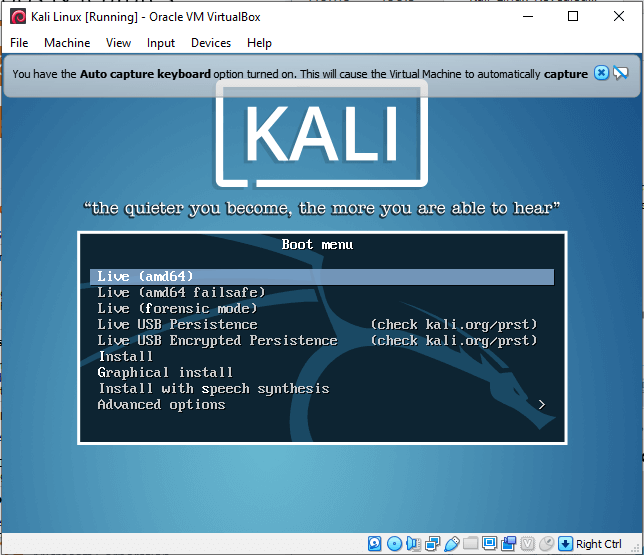 Kali Linux [Running] - Oracle VM VirtualBox
File Machine View Input Devices Help
You have the Auto capture keyboard option turned on. This will cause the Virtual Machine to automatically capture
KALI
“the quieter you become, the more you are able to hear”
Boot menu
Live (amd64)
Live (amd64 failsafe)
Live (forensic mode)
Live USB Persistence (check kali.org/prst)
Live USB Encrypted Persistence (check kali.org/prst)
Install
Graphical install
Install with speech synthesis
Advanced options >
Right Ctrl